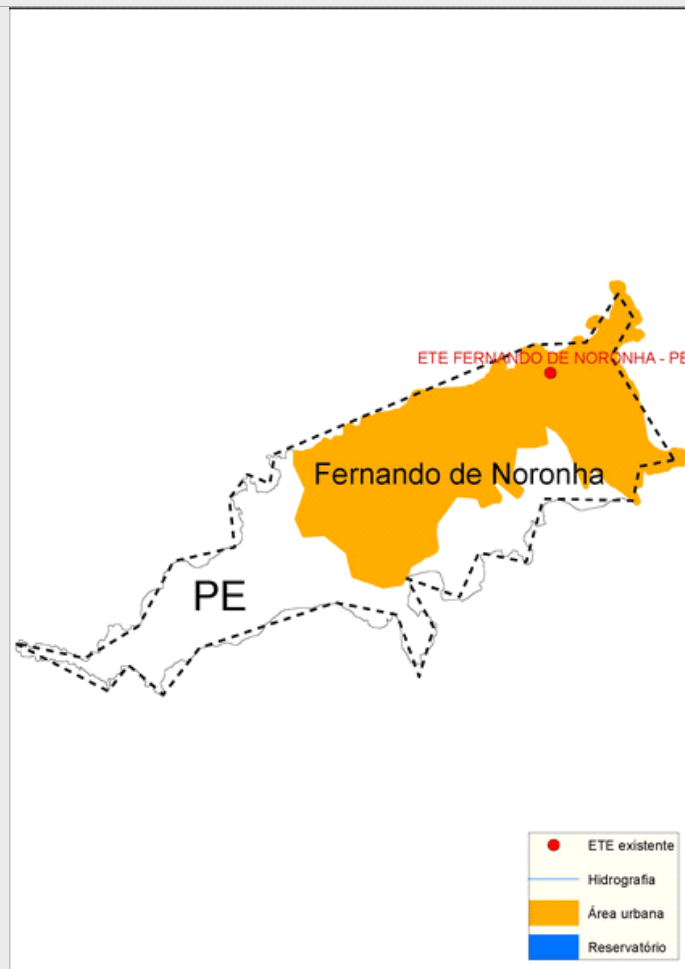 ETE FERNANDO DE NORONHA - PE
Fernando de Noronha
PE
ETE existente
Hidrografia
Área urbana
Reservatório